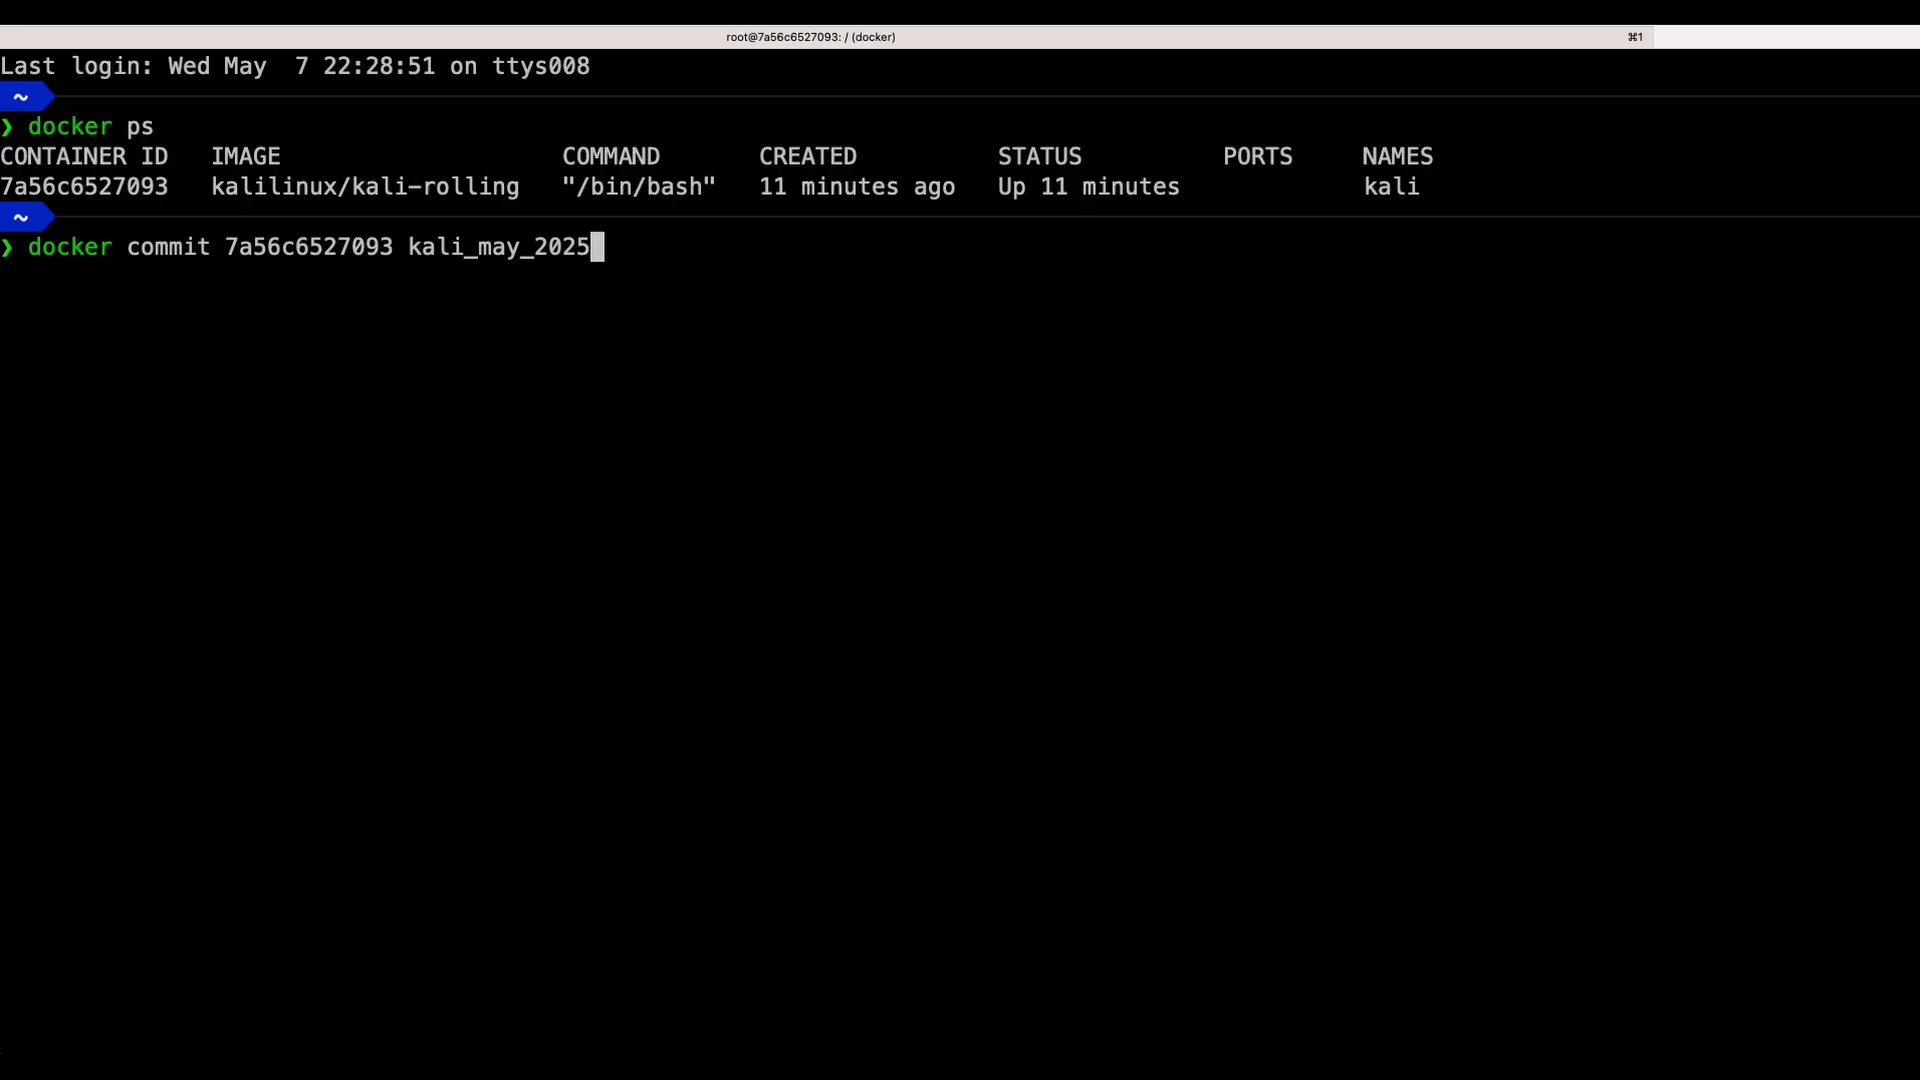 root@7a56c6527093: / (docker) ⌘1
Last login: Wed May  7 22:28:51 on ttys008
~
❯ docker ps
CONTAINER ID   IMAGE                    COMMAND       CREATED          STATUS          PORTS     NAMES
7a56c6527093   kalilinux/kali-rolling   "/bin/bash"   11 minutes ago   Up 11 minutes             kali
~
❯ docker commit 7a56c6527093 kali_may_2025